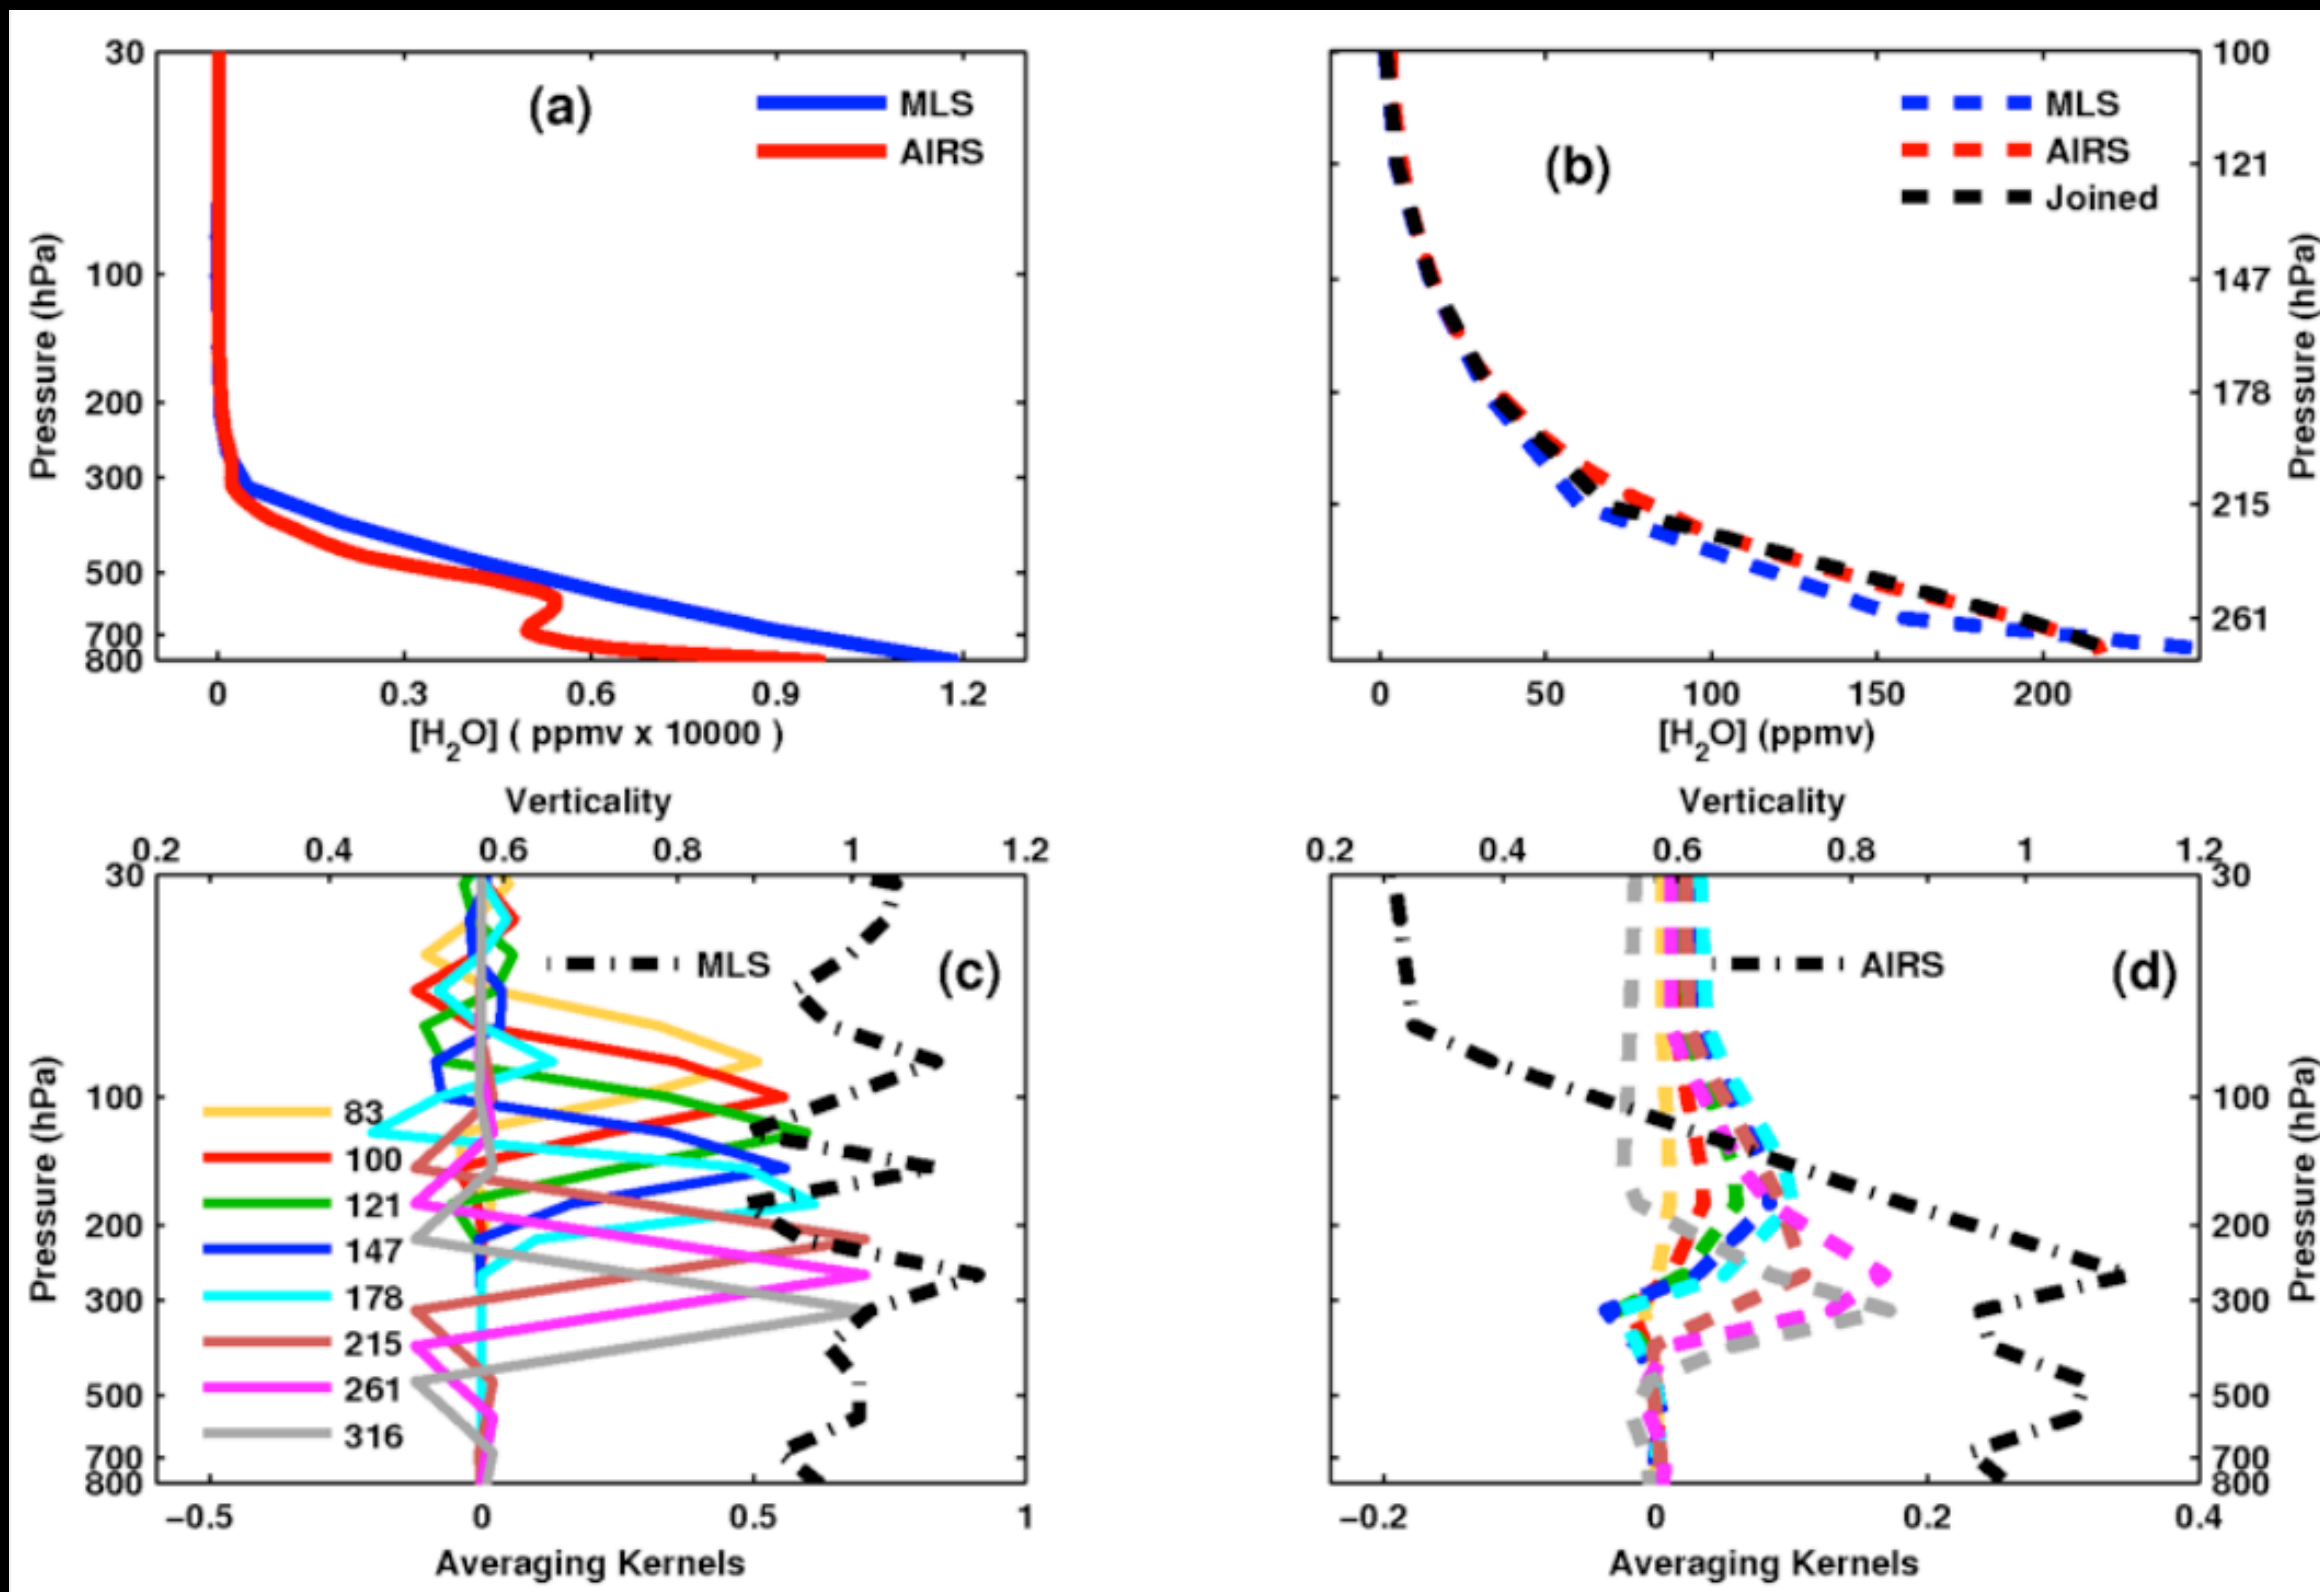 30
100
200
300
500
700
800
Pressure (hPa)
(a)
MLS
AIRS
0 0.3 0.6 0.9 1.2
[H2O] ( ppmv x 10000 )
(b)
MLS
AIRS
Joined
100
121
147
178
215
261
Pressure (hPa)
0 50 100 150 200
[H2O] (ppmv)
Verticality
0.2 0.4 0.6 0.8 1 1.2
30
100
200
300
500
700
800
Pressure (hPa)
MLS
(c)
83
100
121
147
178
215
261
316
−0.5 0 0.5 1
Averaging Kernels
Verticality
0.2 0.4 0.6 0.8 1 1.2
AIRS
(d)
30
100
200
300
500
700
800
Pressure (hPa)
−0.2 0 0.2 0.4
Averaging Kernels